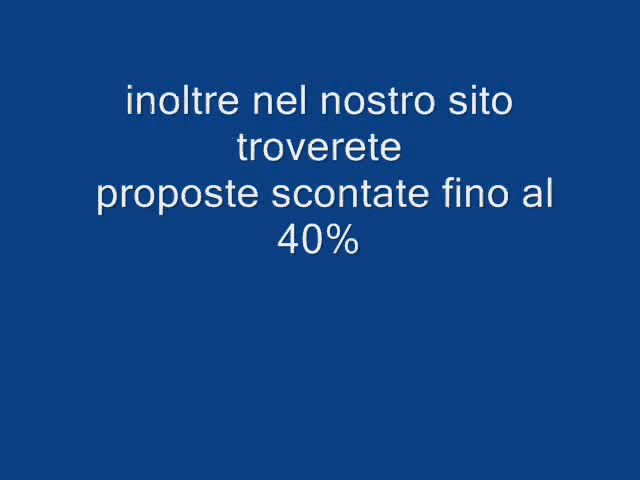 inoltre nel nostro sito
troverete
proposte scontate fino al
40%